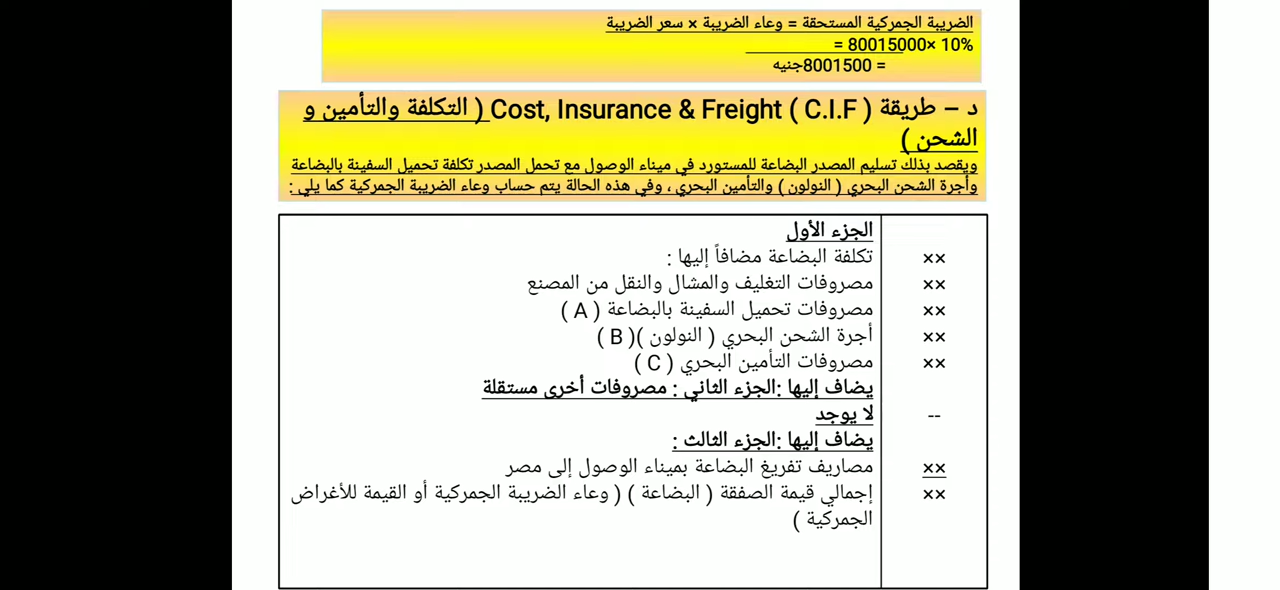 الضريبة الجمركية المستحقة = وعاء الضريبة × سعر الضريبة
= 80015000× 10%
= 8001500جنيه
د – طريقة ( C.I.F ) Cost, Insurance & Freight ( التكلفة والتأمين و
الشحن )
ويقصد بذلك تسليم المصدر البضاعة للمستورد في ميناء الوصول مع تحمل المصدر تكلفة تحميل السفينة بالبضاعة
وأجرة الشحن البحري ( النولون ) والتأمين البحري ، وفي هذه الحالة يتم حساب وعاء الضريبة الجمركية كما يلي :
الجزء الأول
×× تكلفة البضاعة مضافاً إليها :
×× مصروفات التغليف والمشال والنقل من المصنع
×× مصروفات تحميل السفينة بالبضاعة ( A )
×× أجرة الشحن البحري ( النولون )( B )
×× مصروفات التأمين البحري ( C )
يضاف إليها :الجزء الثاني : مصروفات أخرى مستقلة
-- لا يوجد
يضاف إليها :الجزء الثالث :
×× مصاريف تفريغ البضاعة بميناء الوصول إلى مصر
×× إجمالي قيمة الصفقة ( البضاعة ) ( وعاء الضريبة الجمركية أو القيمة للأغراض
الجمركية )